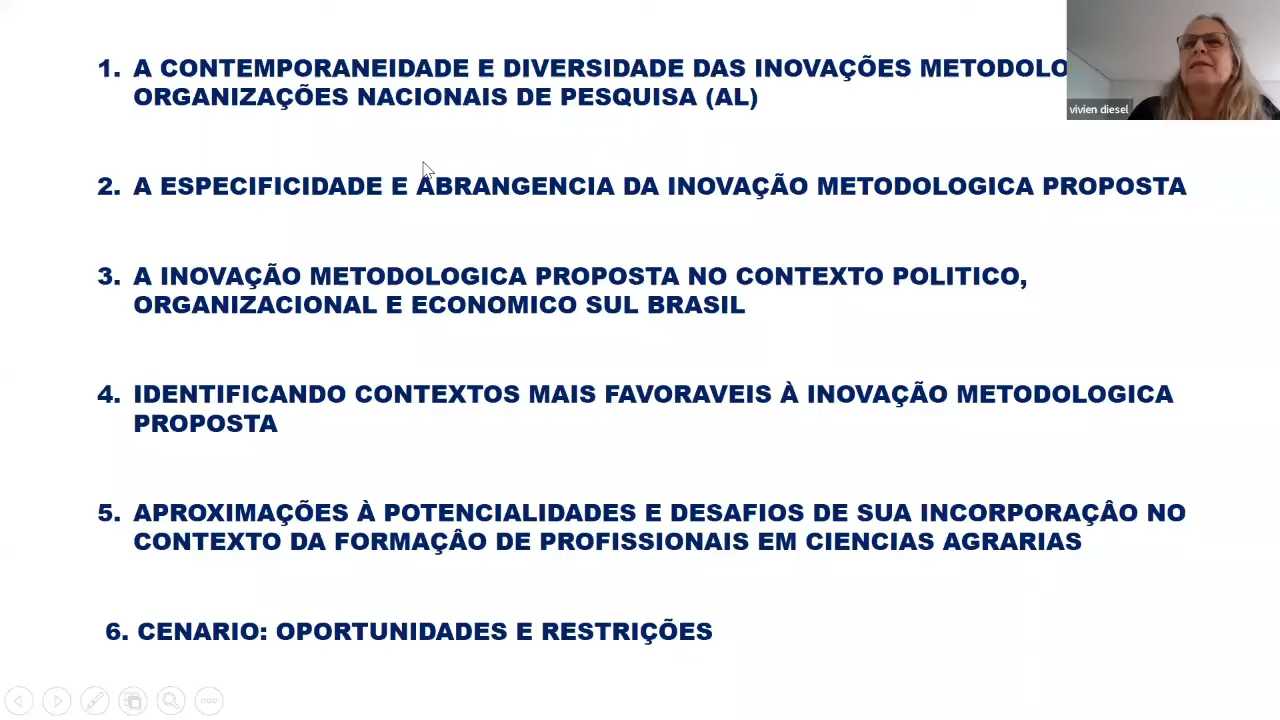 1. A CONTEMPORANEIDADE E DIVERSIDADE DAS INOVAÇÕES METODOLO
ORGANIZAÇÕES NACIONAIS DE PESQUISA (AL)
vivien diesel
2. A ESPECIFICIDADE E ABRANGENCIA DA INOVAÇÃO METODOLOGICA PROPOSTA
3. A INOVAÇÃO METODOLOGICA PROPOSTA NO CONTEXTO POLITICO,
ORGANIZACIONAL E ECONOMICO SUL BRASIL
4. IDENTIFICANDO CONTEXTOS MAIS FAVORAVEIS À INOVAÇÃO METODOLOGICA
PROPOSTA
5. APROXIMAÇÕES À POTENCIALIDADES E DESAFIOS DE SUA INCORPORAÇÂO NO
CONTEXTO DA FORMAÇÂO DE PROFISSIONAIS EM CIENCIAS AGRARIAS
6. CENARIO: OPORTUNIDADES E RESTRIÇÕES